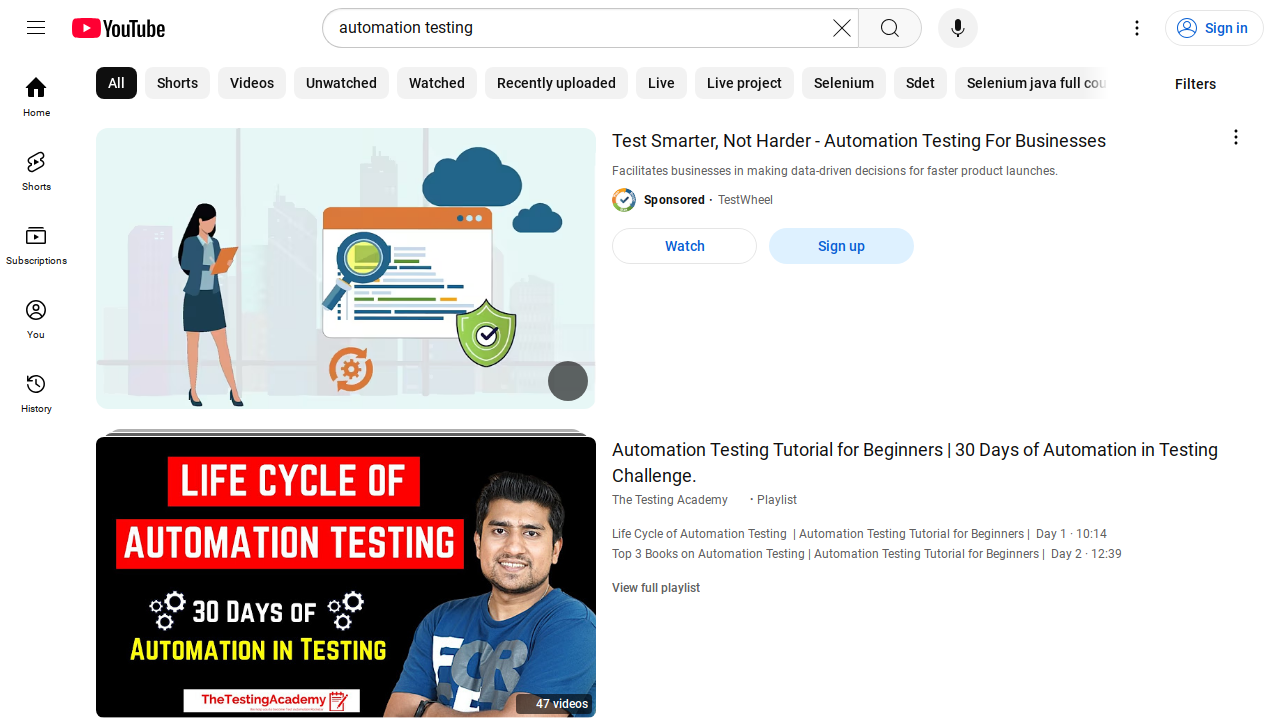 YouTube
automation testing
Sign in
All
Shorts
Videos
Unwatched
Watched
Recently uploaded
Live
Live project
Selenium
Sdet
Selenium java full cou
Filters
Home
Shorts
Subscriptions
You
History
Test Smarter, Not Harder - Automation Testing For Businesses
Facilitates businesses in making data-driven decisions for faster product launches.
Sponsored · TestWheel
Watch
Sign up
LIFE CYCLE OF
AUTOMATION TESTING
30 DAYS OF
AUTOMATION IN TESTING
TheTestingAcademy
47 videos
Automation Testing Tutorial for Beginners | 30 Days of Automation in Testing
Challenge.
The Testing Academy · Playlist
Life Cycle of Automation Testing | Automation Testing Tutorial for Beginners | Day 1 · 10:14
Top 3 Books on Automation Testing | Automation Testing Tutorial for Beginners | Day 2 · 12:39
View full playlist